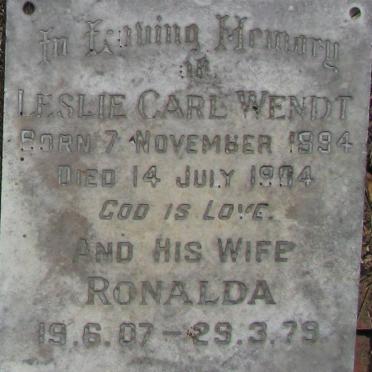 In Loving Memory
of
LESLIE CARL WENDT
BORN 7 NOVEMBER 1894
DIED 14 JULY
GOD IS LOVE.
AND HIS WIFE
RONALDA
19.6.07 — 29.3.79